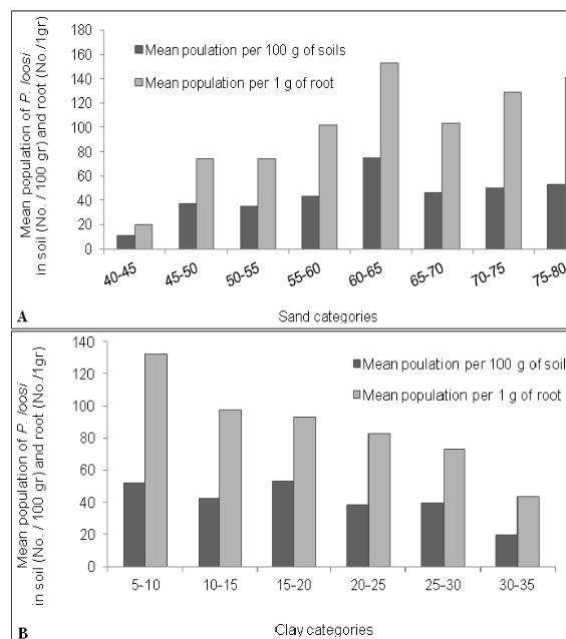 Mean population of P. loosi
in soil (No. / 100 gr) and root (No./1gr)
180
160
140
120
100
80
60
40
20
0
Mean poulation per 100 g of soils
Mean population per 1 g of root
40-45
45-50
50-55
55-60
60-65
65-70
70-75
75-80
A
Sand categories
Mean population of P. loosi
in soil (No. / 100 gr) and root (No./1gr)
140
120
100
80
60
40
20
0
Mean poulation per 100 g of soil
Mean population per 1 g of root
5-10
10-15
15-20
20-25
25-30
30-35
B
Clay categories